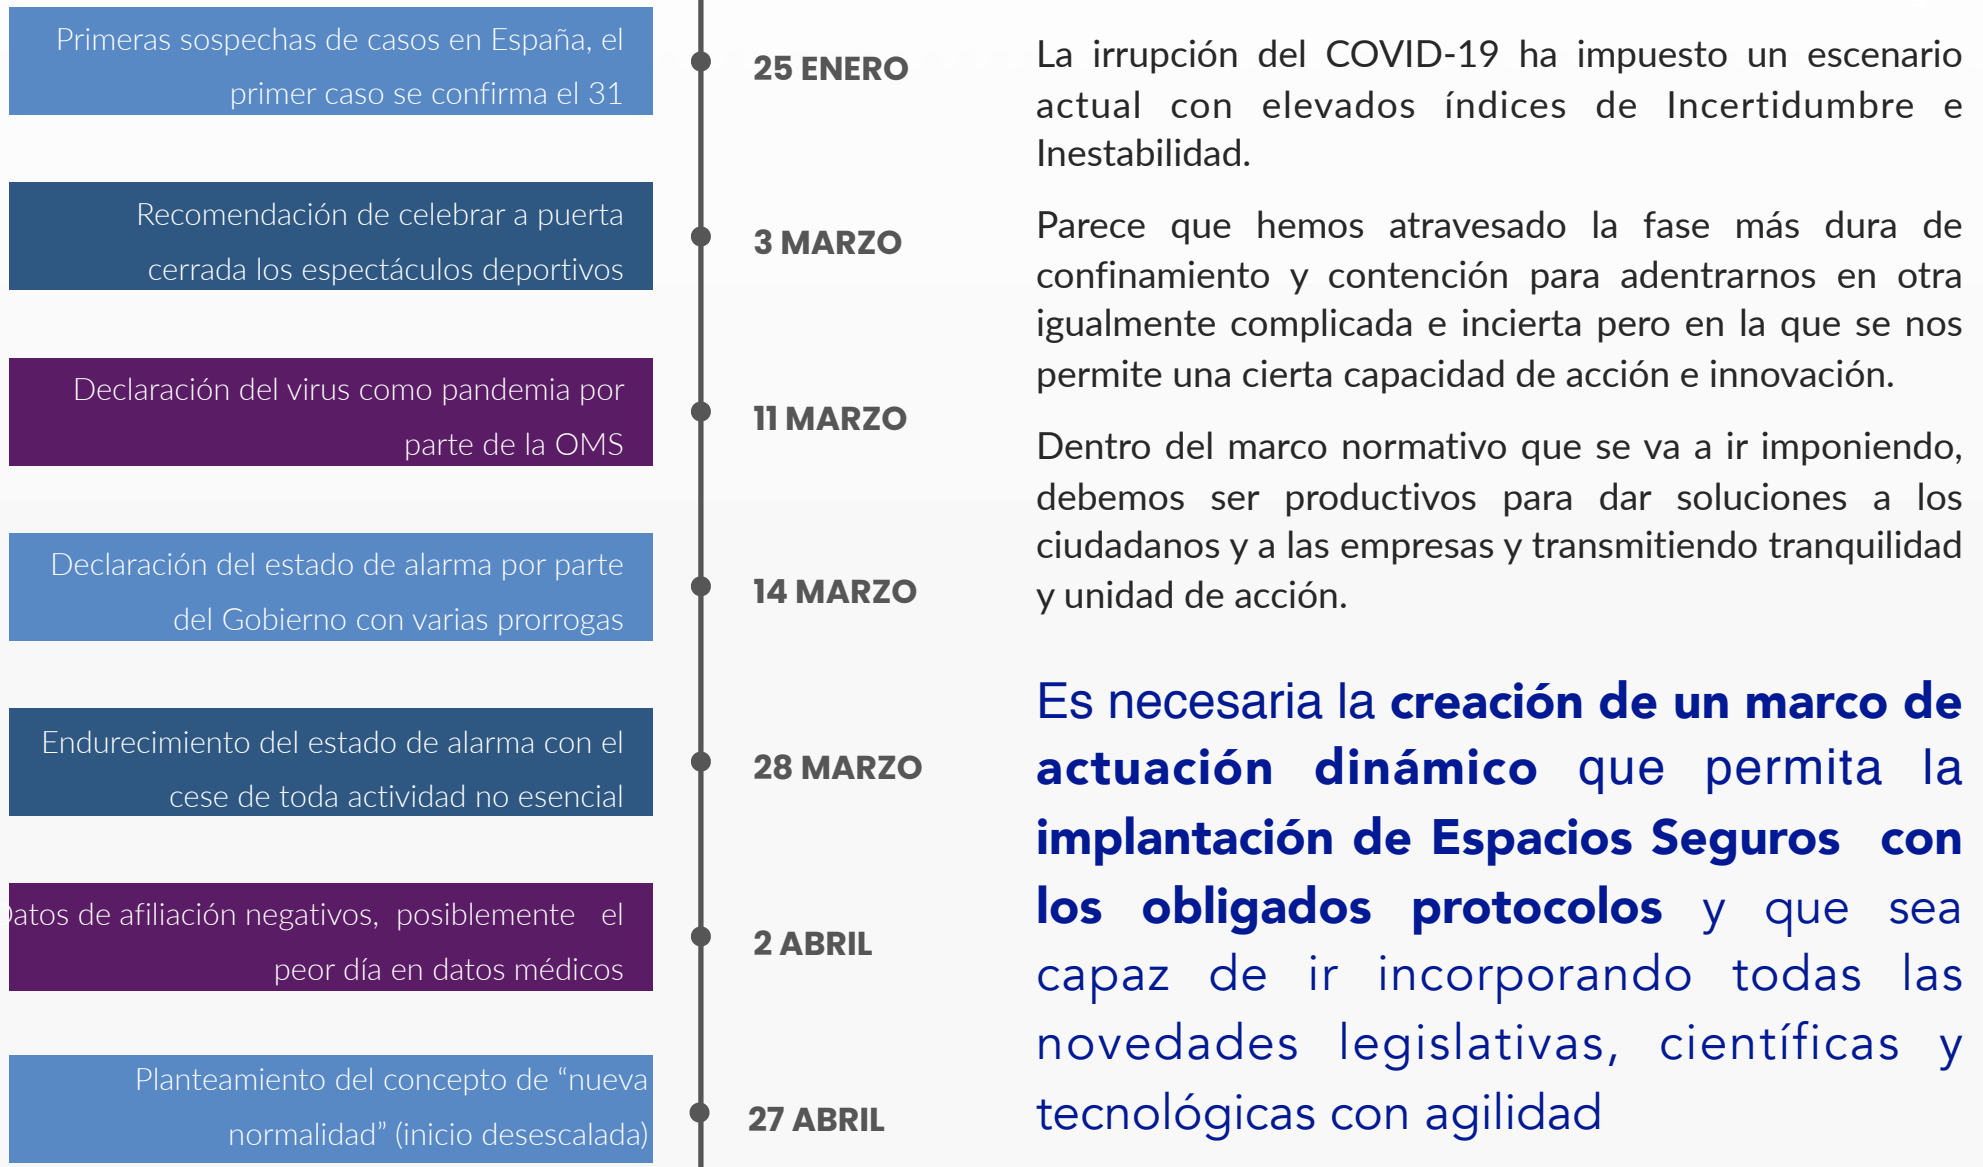 Primeras sospechas de casos en España, el
primer caso se confirma el 31
25 ENERO
Recomendación de celebrar a puerta
cerrada los espectáculos deportivos
3 MARZO
Declaración del virus como pandemia por
parte de la OMS
11 MARZO
Declaración del estado de alarma por parte
del Gobierno con varias prorrogas
14 MARZO
Endurecimiento del estado de alarma con el
cese de toda actividad no esencial
28 MARZO
Datos de afiliación negativos, posiblemente el
peor día en datos médicos
2 ABRIL
Planteamiento del concepto de “nueva
normalidad” (inicio desescalada)
27 ABRIL
La irrupción del COVID-19 ha impuesto un escenario
actual con elevados índices de Incertidumbre e
Inestabilidad.
Parece que hemos atravesado la fase más dura de
confinamiento y contención para adentrarnos en otra
igualmente complicada e incierta pero en la que se nos
permite una cierta capacidad de acción e innovación.
Dentro del marco normativo que se va a ir imponiendo,
debemos ser productivos para dar soluciones a los
ciudadanos y a las empresas y transmitiendo tranquilidad
y unidad de acción.
Es necesaria la creación de un marco de
actuación dinámico que permita la
implantación de Espacios Seguros con
los obligados protocolos y que sea
capaz de ir incorporando todas las
novedades legislativas, científicas y
tecnológicas con agilidad